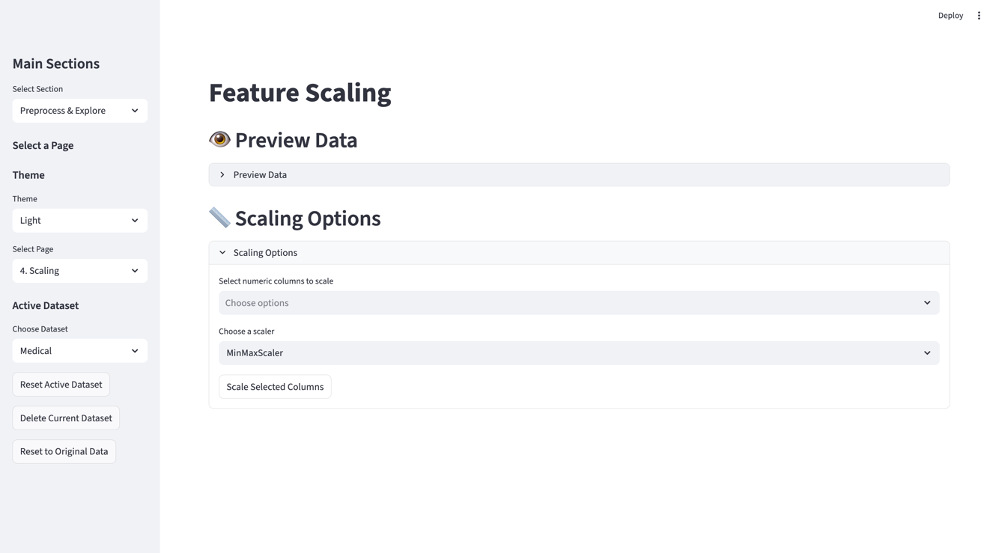 Deploy
Main Sections
Select Section
Preprocess & Explore
Select a Page
Theme
Theme
Light
Select Page
4. Scaling
Active Dataset
Choose Dataset
Medical
Reset Active Dataset
Delete Current Dataset
Reset to Original Data
Feature Scaling
Preview Data
Preview Data
Scaling Options
Scaling Options
Select numeric columns to scale
Choose options
Choose a scaler
MinMaxScaler
Scale Selected Columns